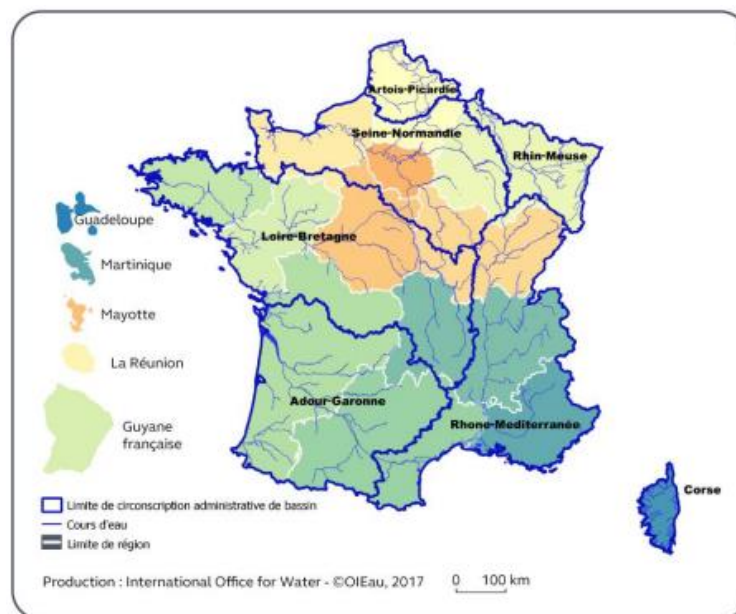 Artois-Picardie
Seine-Normandie
Rhin-Meuse
Loire-Bretagne
Adour-Garonne
Rhone-Mediterranée
Corse
Guadeloupe
Martinique
Mayotte
La Réunion
Guyane
française
Limite de circonscription administrative de bassin
Cours d'eau
Limite de région
Production : International Office for Water - ©OIEau, 2017
0 100 km